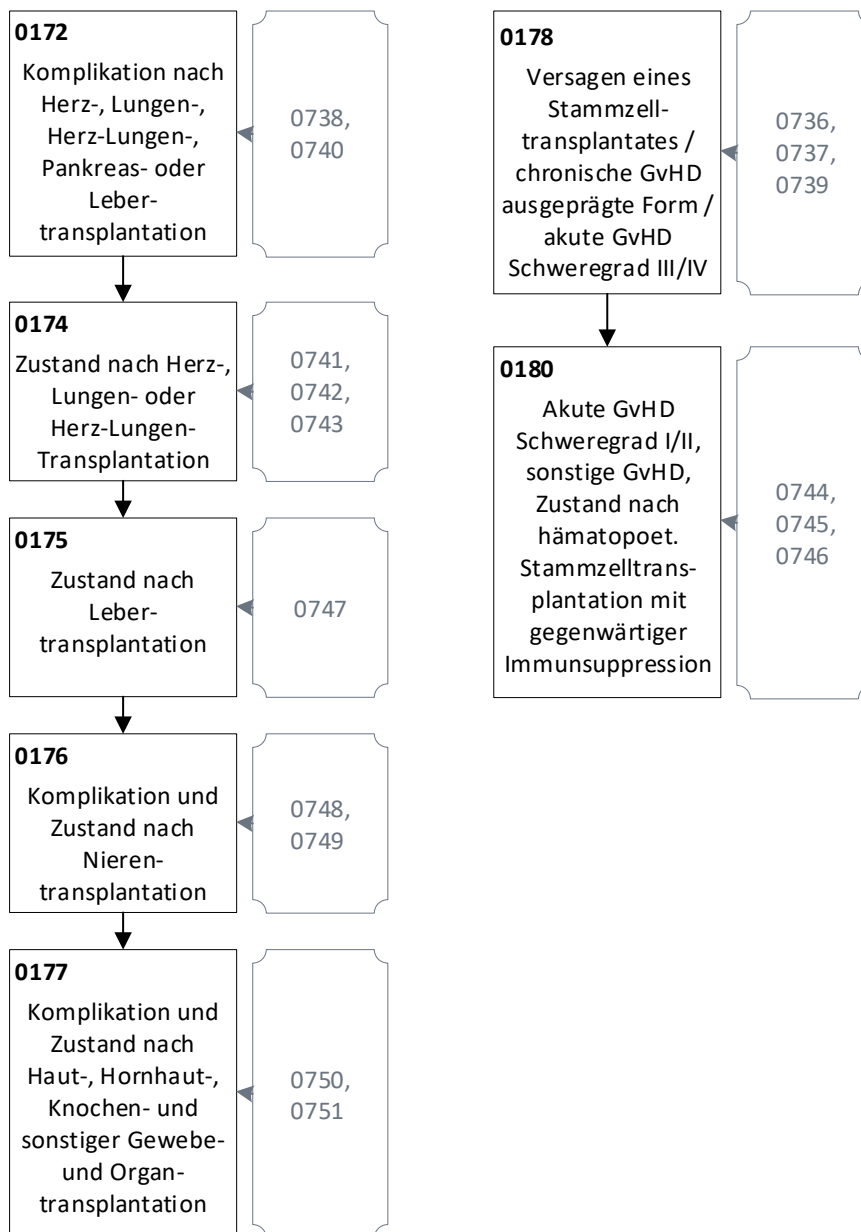 0172
Komplikation nach
Herz-, Lungen-,
Herz-Lungen-,
Pankreas- oder
Leber-
transplantation
0738,
0740
0174
Zustand nach Herz-,
Lungen- oder
Herz-Lungen-
Transplantation
0741,
0742,
0743
0175
Zustand nach
Leber-
transplantation
0747
0176
Komplikation und
Zustand nach
Nieren-
transplantation
0748,
0749
0177
Komplikation und
Zustand nach
Haut-, Hornhaut-,
Knochen- und
sonstiger Gewebe-
und Organ-
transplantation
0750,
0751
0178
Versagen eines
Stammzell-
transplantates /
chronische GvHD
ausgeprägte Form /
akute GvHD
Schweregrad III/IV
0736,
0737,
0739
0180
Akute GvHD
Schweregrad I/II,
sonstige GvHD,
Zustand nach
hämatopoet.
Stammzelltrans-
plantation mit
gegenwärtiger
Immunsuppression
0744,
0745,
0746